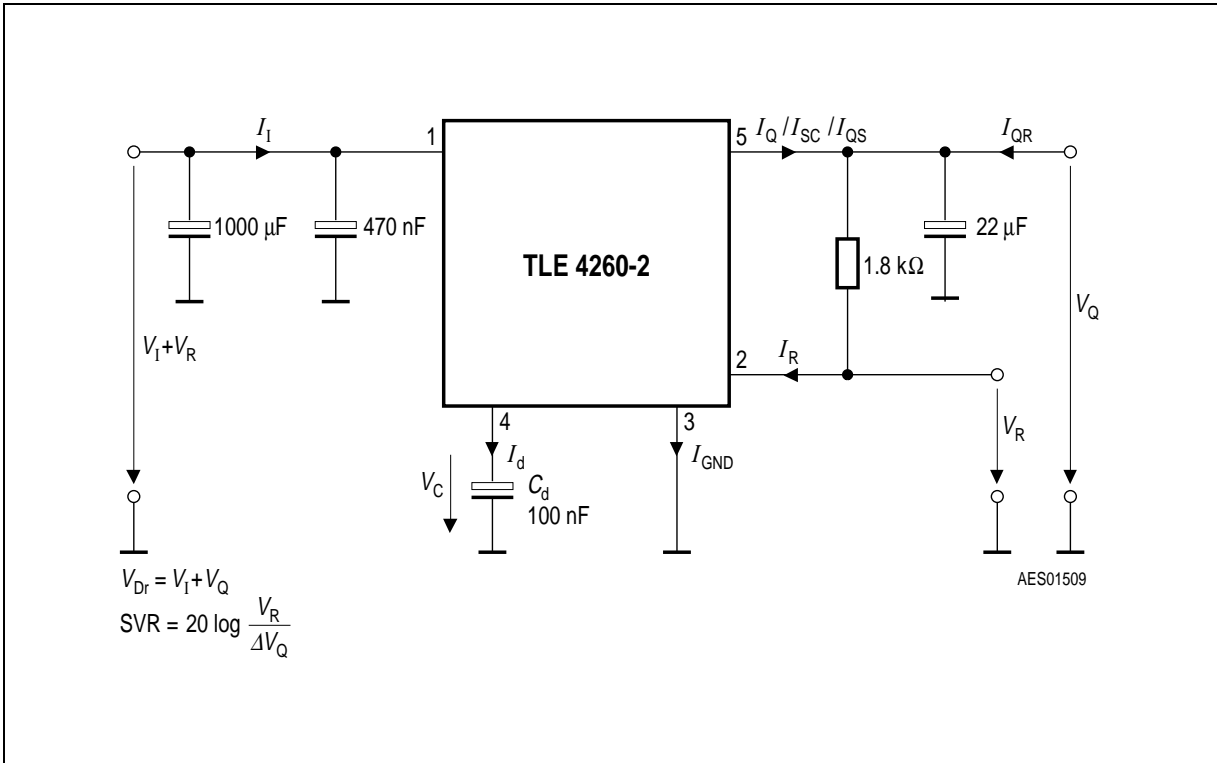 I_I
1
5
I_Q /I_SC /I_QS
I_QR
1000 µF
470 nF
TLE 4260-2
1.8 kΩ
22 µF
V_I+V_R
V_Q
2
I_R
V_R
4
3
I_d
I_GND
V_C
C_d
100 nF
V_Dr = V_I+V_Q
SVR = 20 log V_R / ΔV_Q
AES01509